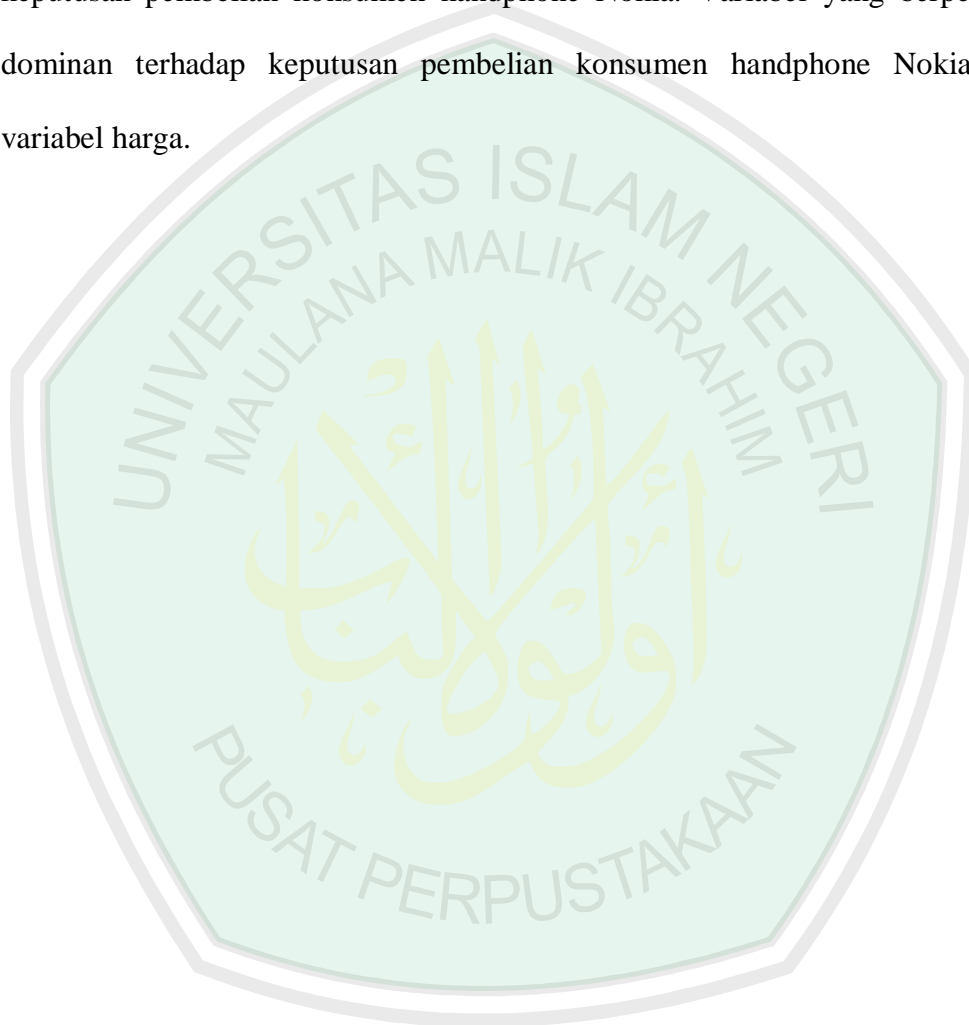 keputusan pembelian konsumen handphone Nokia. Variabel yang
dominan terhadap keputusan pembelian konsumen handphone Nokia
variabel harga.
UNIVERSITAS ISLAM NEGERI
MAULANA MALIK IBRAHIM
PUSAT PERPUSTAKAAN